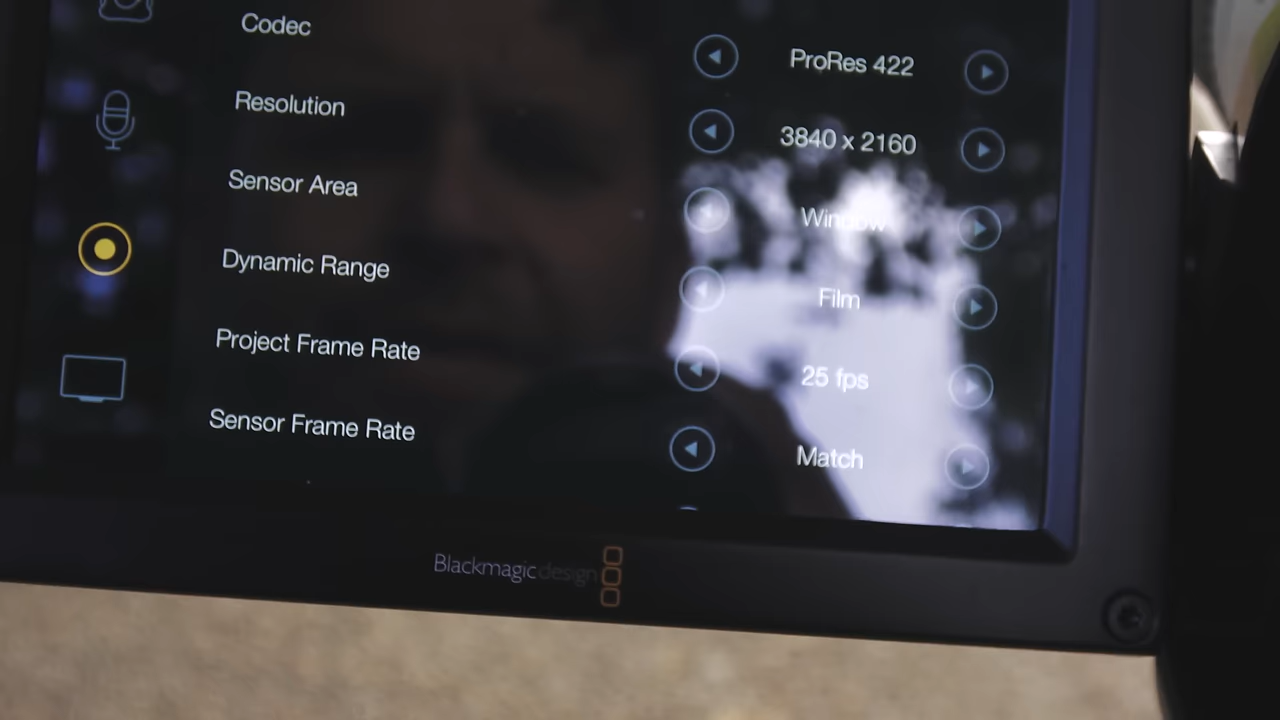 Codec ProRes 422
Resolution 3840 x 2160
Sensor Area Window
Dynamic Range Film
Project Frame Rate 25 fps
Sensor Frame Rate Match
Blackmagicdesign